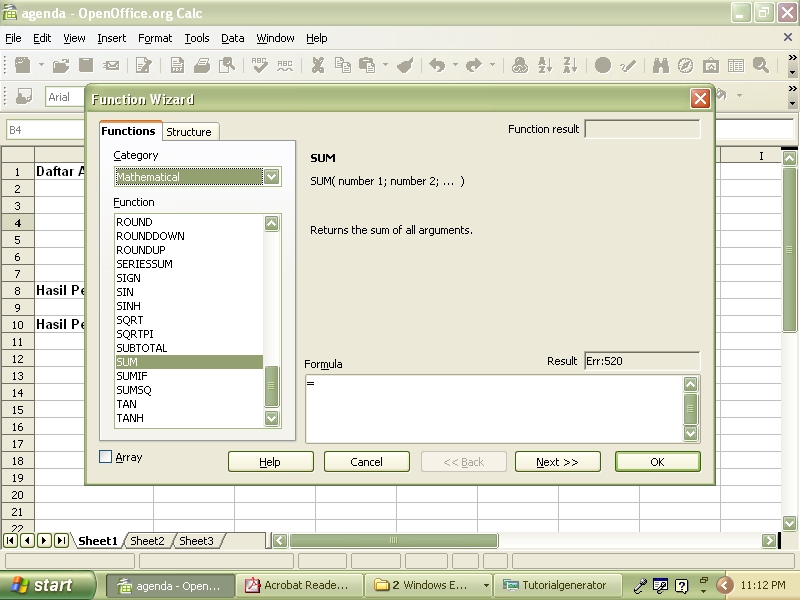 agenda - OpenOffice.org Calc
File Edit View Insert Format Tools Data Window Help
Arial
Function Wizard
B4
Functions Structure
Function result
Category
Mathematical
Function
ROUND
ROUNDDOWN
ROUNDUP
SERIESSUM
SIGN
SIN
SINH
SQRT
SQRTPI
SUBTOTAL
SUM
SUMIF
SUMSQ
TAN
TANH
SUM
SUM( number 1; number 2; ... )
Returns the sum of all arguments.
Formula
Result Err:520
=
Array
Help Cancel << Back Next >> OK
I
1 Daftar A
2
3
4
5
6
7
8 Hasil Pe
9
10 Hasil Pe
11
12
13
14
15
16
17
18
19
20
21
22
Sheet1 Sheet2 Sheet3
start agenda - Open... Acrobat Reade... 2 Windows E... Tutorialgenerator 11:12 PM